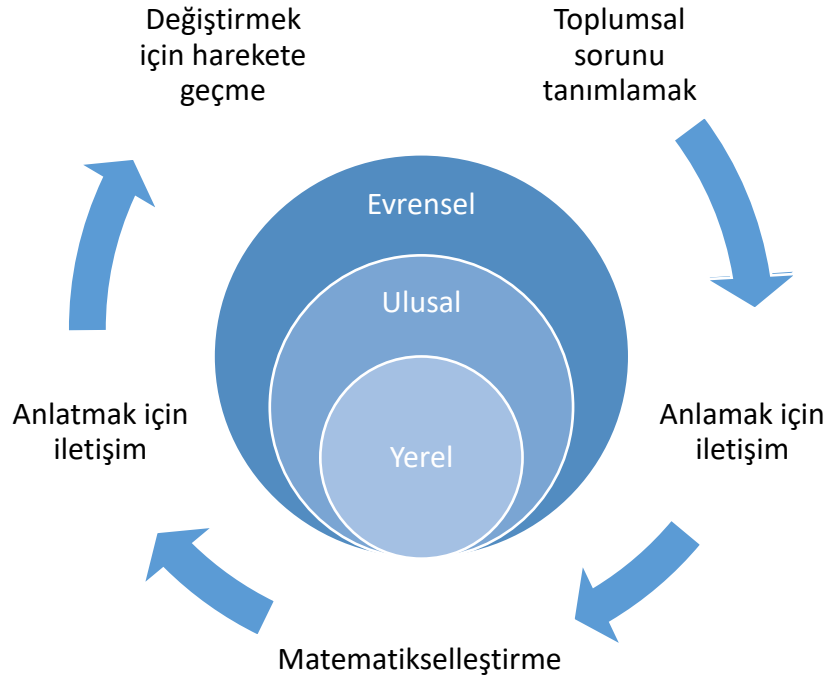 Değiştirmek
için harekete
geçme
Toplumsal
sorunu
tanımlamak
Evrensel
Ulusal
Yerel
Anlatmak için
iletişim
Anlamak için
iletişim
Matematikselleştirme